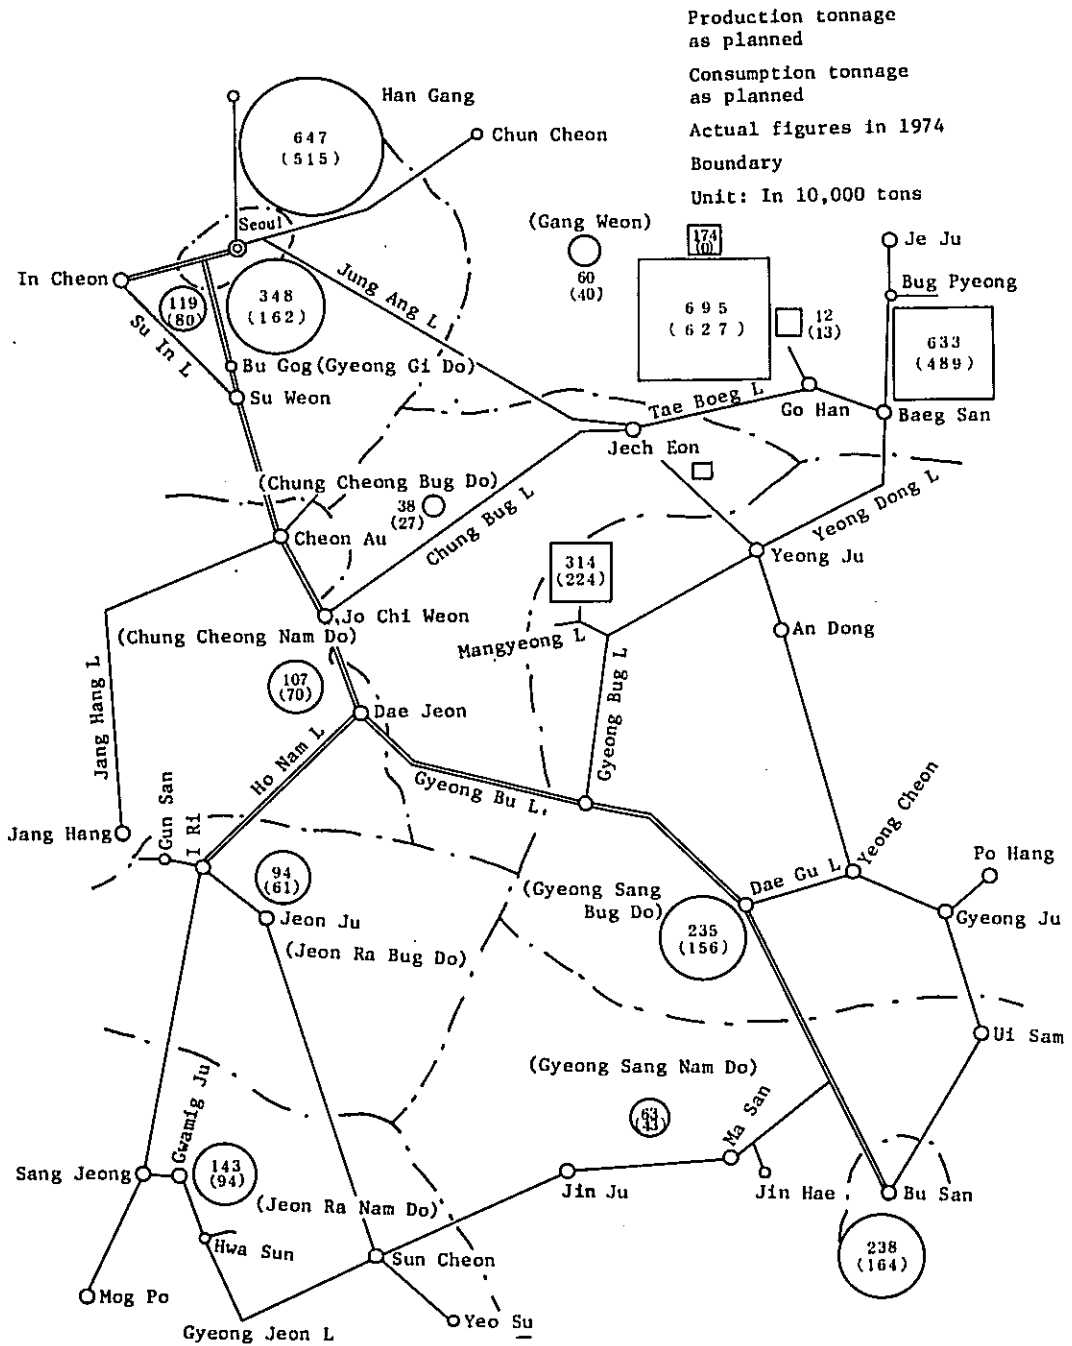 Production tonnage
as planned
Consumption tonnage
as planned
Actual figures in 1974
Boundary
Unit: In 10,000 tons
Han Gang
647
(515)
Chun Cheon
Seoul
(Gang Weon)
60
(40)
174
(0)
Je Ju
In Cheon
119
(80)
348
(162)
Jung Ang L
695
(627)
12
(13)
Bug Pyeong
633
(489)
Su In L
Bu Gog (Gyeong Gi Do)
Su Weon
Tae Boeg L
Go Han
Baeg San
Jech Eon
(Chung Cheong Bug Do)
38
(27)
Chung Bug L
Yeong Dong L
Cheon Au
314
(224)
Yeong Ju
Jo Chi Weon
(Chung Cheong Nam Do)
Mangyeong L
An Dong
107
(70)
Jang Hang L
Dae Jeon
Gyeong Bug L
Ho Nam L
Gyeong Bu L
Jang Hang
Gun San
I Ri
Yeong Cheon
Po Hang
94
(61)
(Gyeong Sang
Bug Do)
Dae Gu L
Jeon Ju
235
(156)
Gyeong Ju
(Jeon Ra Bug Do)
Ui Sam
(Gyeong Sang Nam Do)
63
(43)
Ma San
Gwamig Ju
Sang Jeong
143
(94)
(Jeon Ra Nam Do)
Jin Ju
Jin Hae
Bu San
Hwa Sun
Sun Cheon
238
(164)
Mog Po
Yeo Su
Gyeong Jeon L